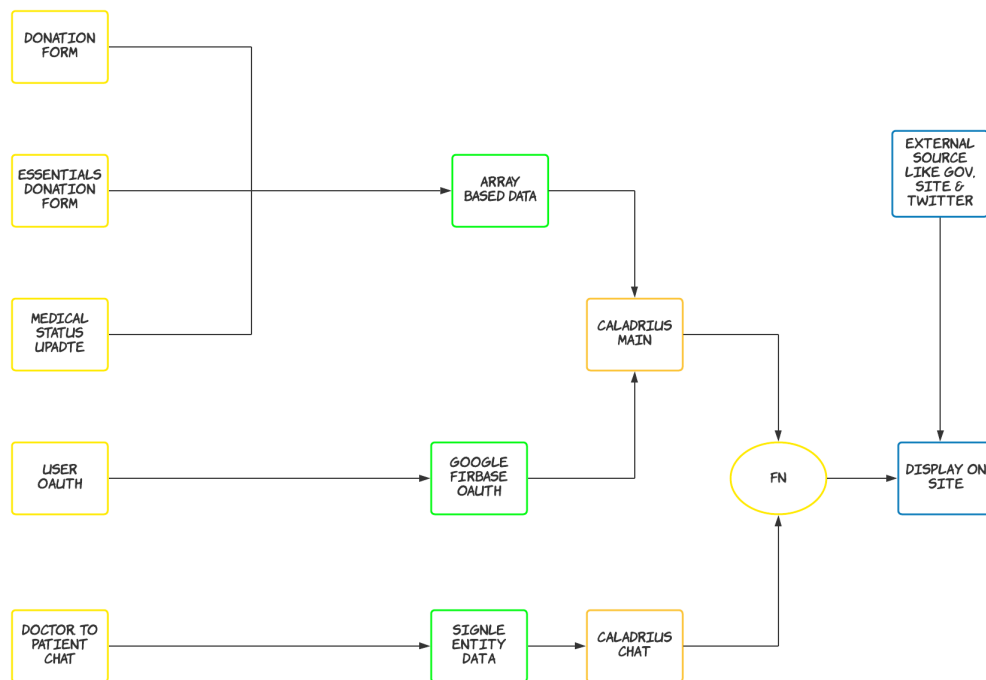 DONATION
FORM
ESSENTIALS
DONATION
FORM
MEDICAL
STATUS
UPADTE
USER
OAUTH
DOCTOR TO
PATIENT
CHAT
ARRAY
BASED DATA
GOOGLE
FIRBASE
OAUTH
SIGNLE
ENTITY
DATA
CALADRIUS
MAIN
CALADRIUS
CHAT
FN
EXTERNAL
SOURCE
LIKE GOV.
SITE &
TWITTER
DISPLAY ON
SITE